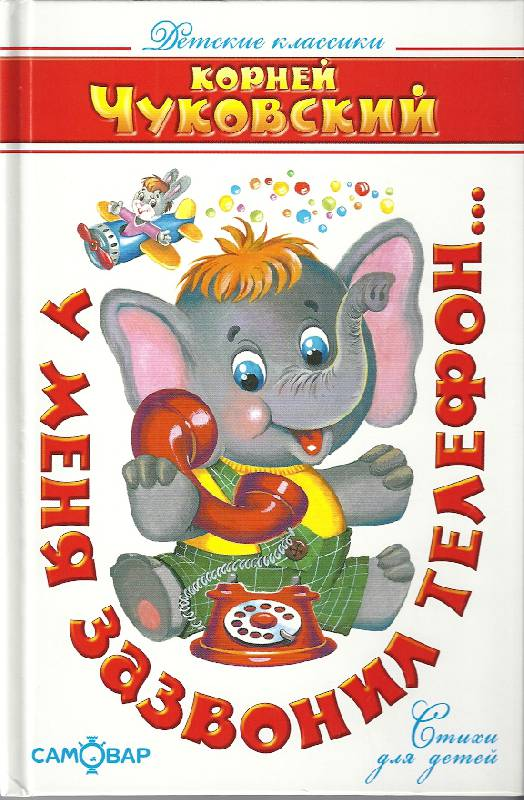 Детские классики
КОРНЕЙ
ЧУКОВСКИЙ
У МЕНЯ ЗАЗВОНИЛ ТЕЛЕФОН...
Стихи
для детей
САМОВАР